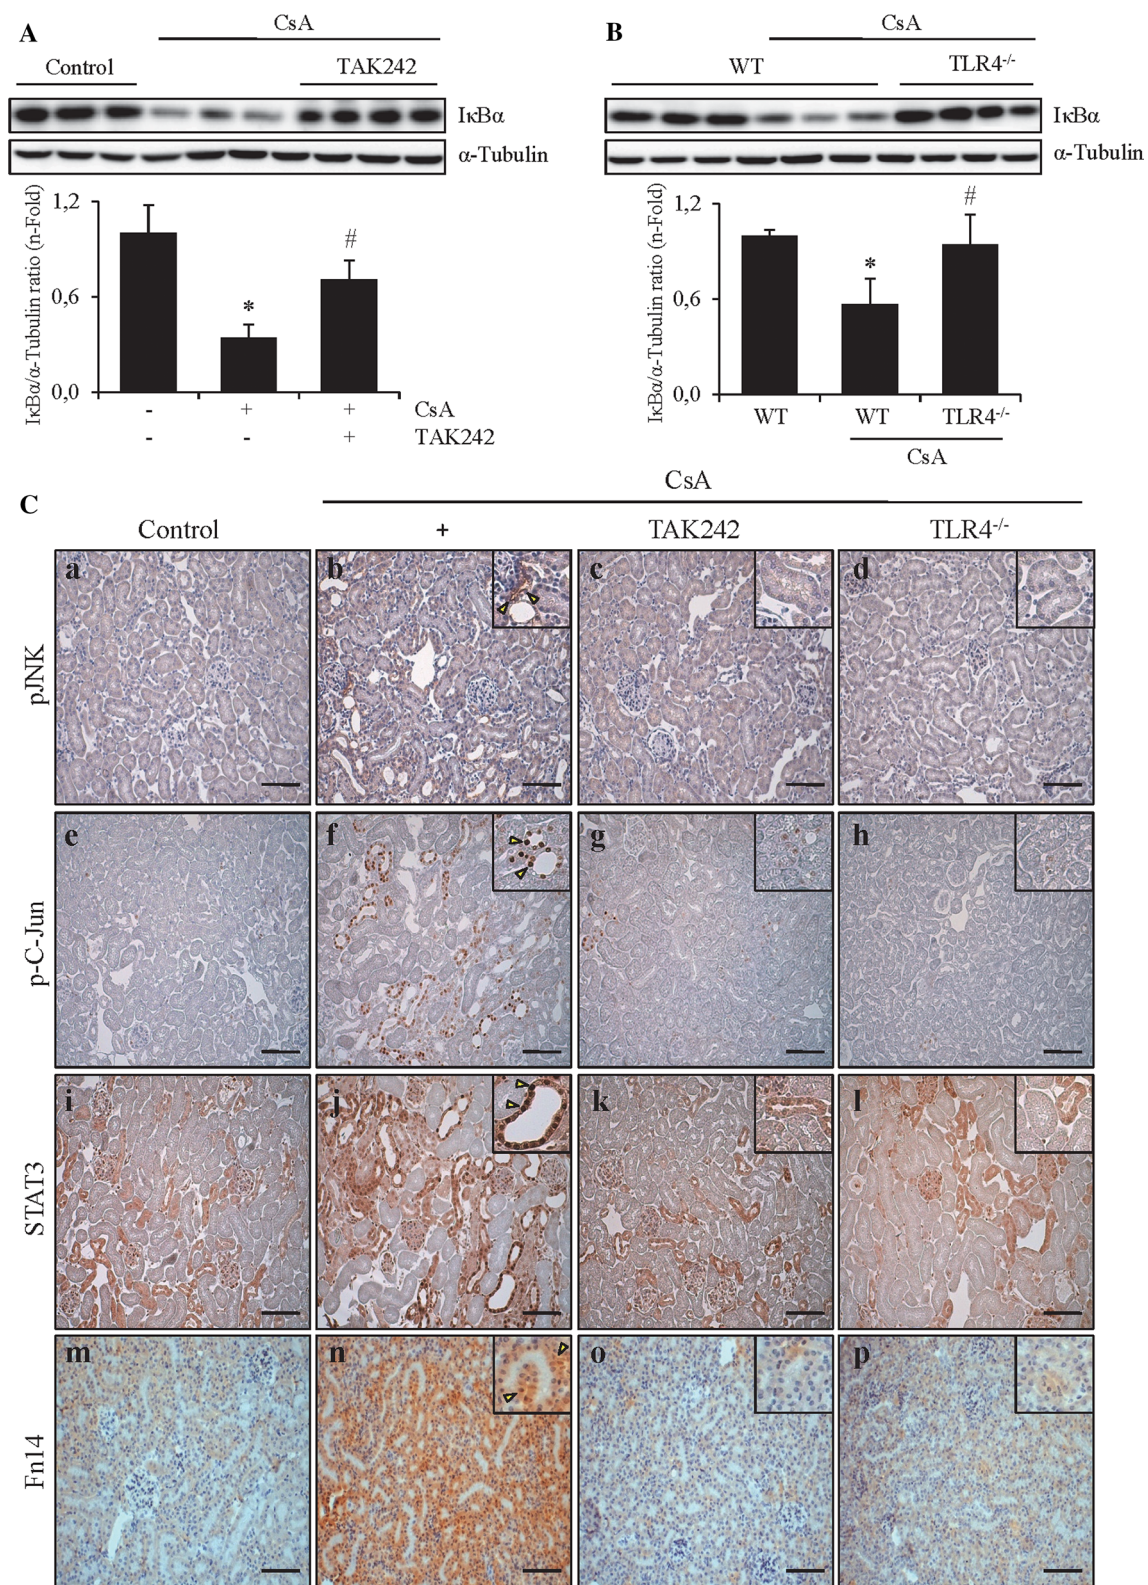 A
CsA
Control
TAK242
IκBα
α-Tubulin
IκBα/α-Tubulin ratio (n-Fold)
1,2
0,6
0,0
*
#
- + + CsA
- - + TAK242
B
CsA
WT
TLR4-/-
IκBα
α-Tubulin
IκBα/α-Tubulin ratio (n-Fold)
1,2
0,6
0,0
*
#
WT WT TLR4-/-
CsA
C
CsA
Control + TAK242 TLR4-/-
pJNK
a b c d
p-C-Jun
e f g h
STAT3
i j k l
Fn14
m n o p